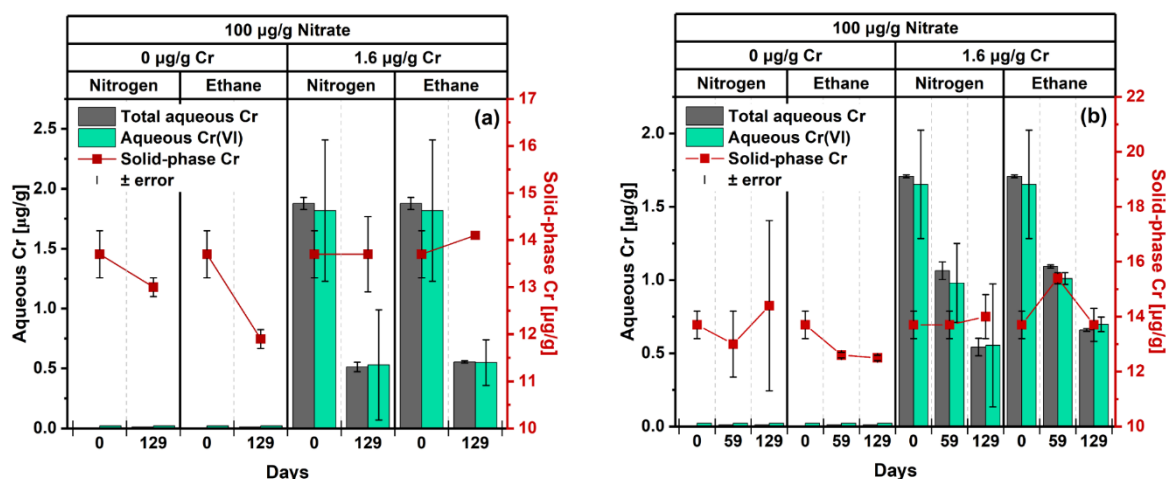 100 µg/g Nitrate
0 µg/g Cr 1.6 µg/g Cr
Nitrogen Ethane Nitrogen Ethane
Total aqueous Cr
Aqueous Cr(VI)
Solid-phase Cr
± error
(a)
Aqueous Cr [µg/g]
2.5
2.0
1.5
1.0
0.5
0.0
17
16
15
14
13
12
11
10
Solid-phase Cr [µg/g]
0 129 0 129 0 129 0 129
Days
100 µg/g Nitrate
0 µg/g Cr 1.6 µg/g Cr
Nitrogen Ethane Nitrogen Ethane
Total aqueous Cr
Aqueous Cr(VI)
Solid-phase Cr
± error
(b)
Aqueous Cr [µg/g]
2.0
1.5
1.0
0.5
0.0
22
20
18
16
14
12
10
Solid-phase Cr [µg/g]
0 59 129 0 59 129 0 59 129 0 59 129
Days